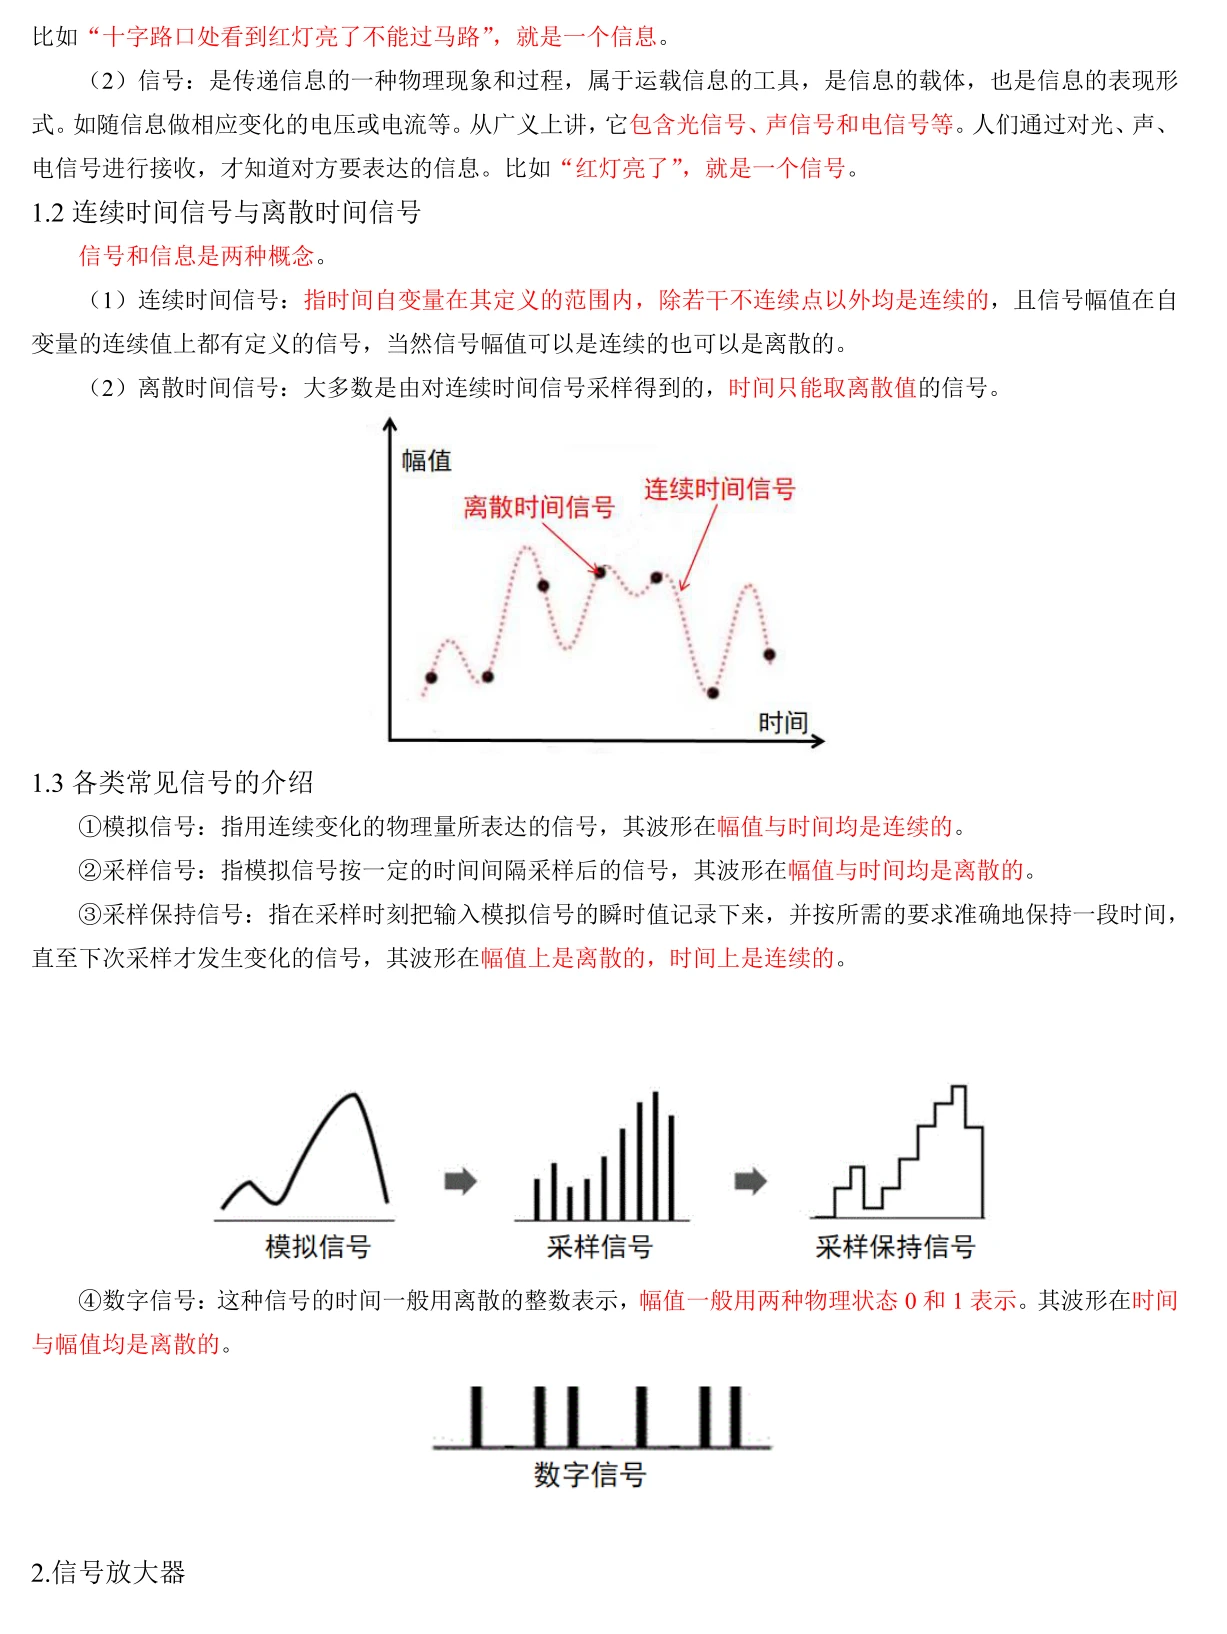 比如“十字路口处看到红灯亮了不能过马路”，就是一个信息。
（2）信号：是传递信息的一种物理现象和过程，属于运载信息的工具，是信息的载体，也是信息的表现形
式。如随信息做相应变化的电压或电流等。从广义上讲，它包含光信号、声信号和电信号等。人们通过对光、声、
电信号进行接收，才知道对方要表达的信息。比如“红灯亮了”，就是一个信号。
1.2 连续时间信号与离散时间信号
信号和信息是两种概念。
（1）连续时间信号：指时间自变量在其定义的范围内，除若干不连续点以外均是连续的，且信号幅值在自
变量的连续值上都有定义的信号，当然信号幅值可以是连续的也可以是离散的。
（2）离散时间信号：大多数是由对连续时间信号采样得到的，时间只能取离散值的信号。
幅值
连续时间信号
离散时间信号
时间
1.3 各类常见信号的介绍
①模拟信号：指用连续变化的物理量所表达的信号，其波形在幅值与时间均是连续的。
②采样信号：指模拟信号按一定的时间间隔采样后的信号，其波形在幅值与时间均是离散的。
③采样保持信号：指在采样时刻把输入模拟信号的瞬时值记录下来，并按所需的要求准确地保持一段时间，
直至下次采样才发生变化的信号，其波形在幅值上是离散的，时间上是连续的。
模拟信号
采样信号
采样保持信号
④数字信号：这种信号的时间一般用离散的整数表示，幅值一般用两种物理状态 0 和 1 表示。其波形在时间
与幅值均是离散的。
数字信号
2.信号放大器